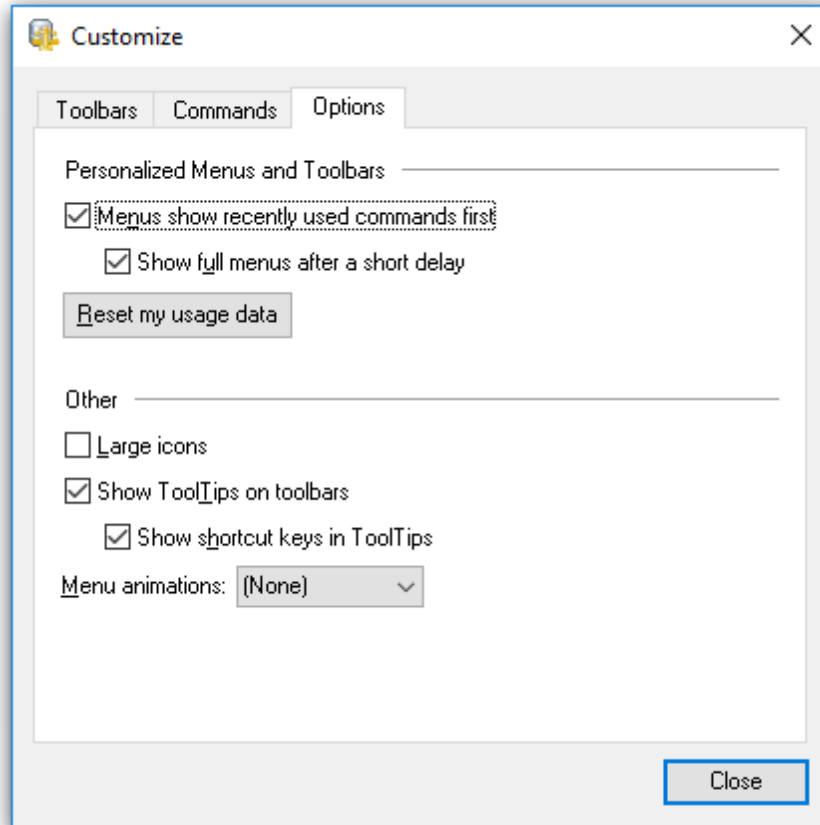 Customize
Toolbars Commands Options
Personalized Menus and Toolbars
Menus show recently used commands first
Show full menus after a short delay
Reset my usage data
Other
Large icons
Show ToolTips on toolbars
Show shortcut keys in ToolTips
Menu animations: (None)
Close